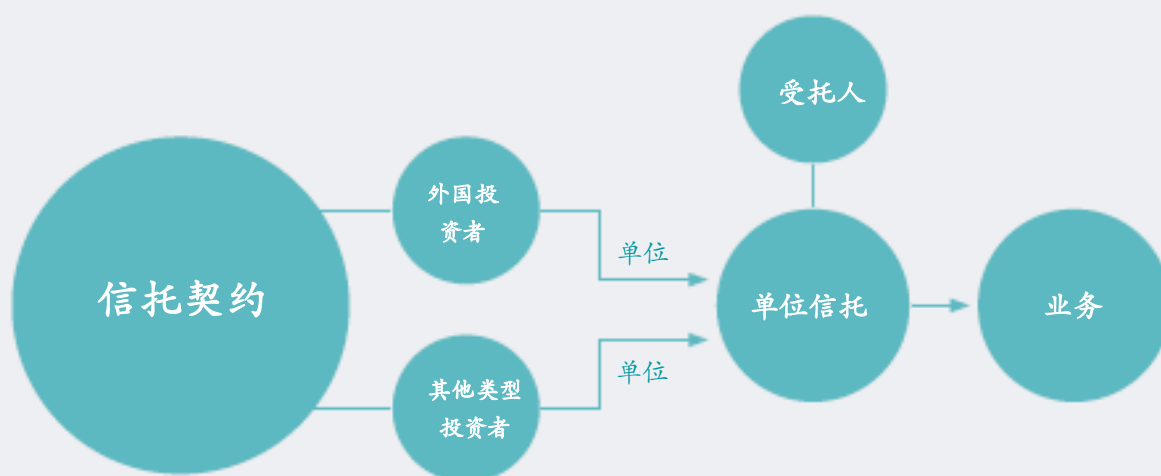 受托人
外国投
资者
单位
信托契约
单位信托
业务
单位
其他类型
投资者